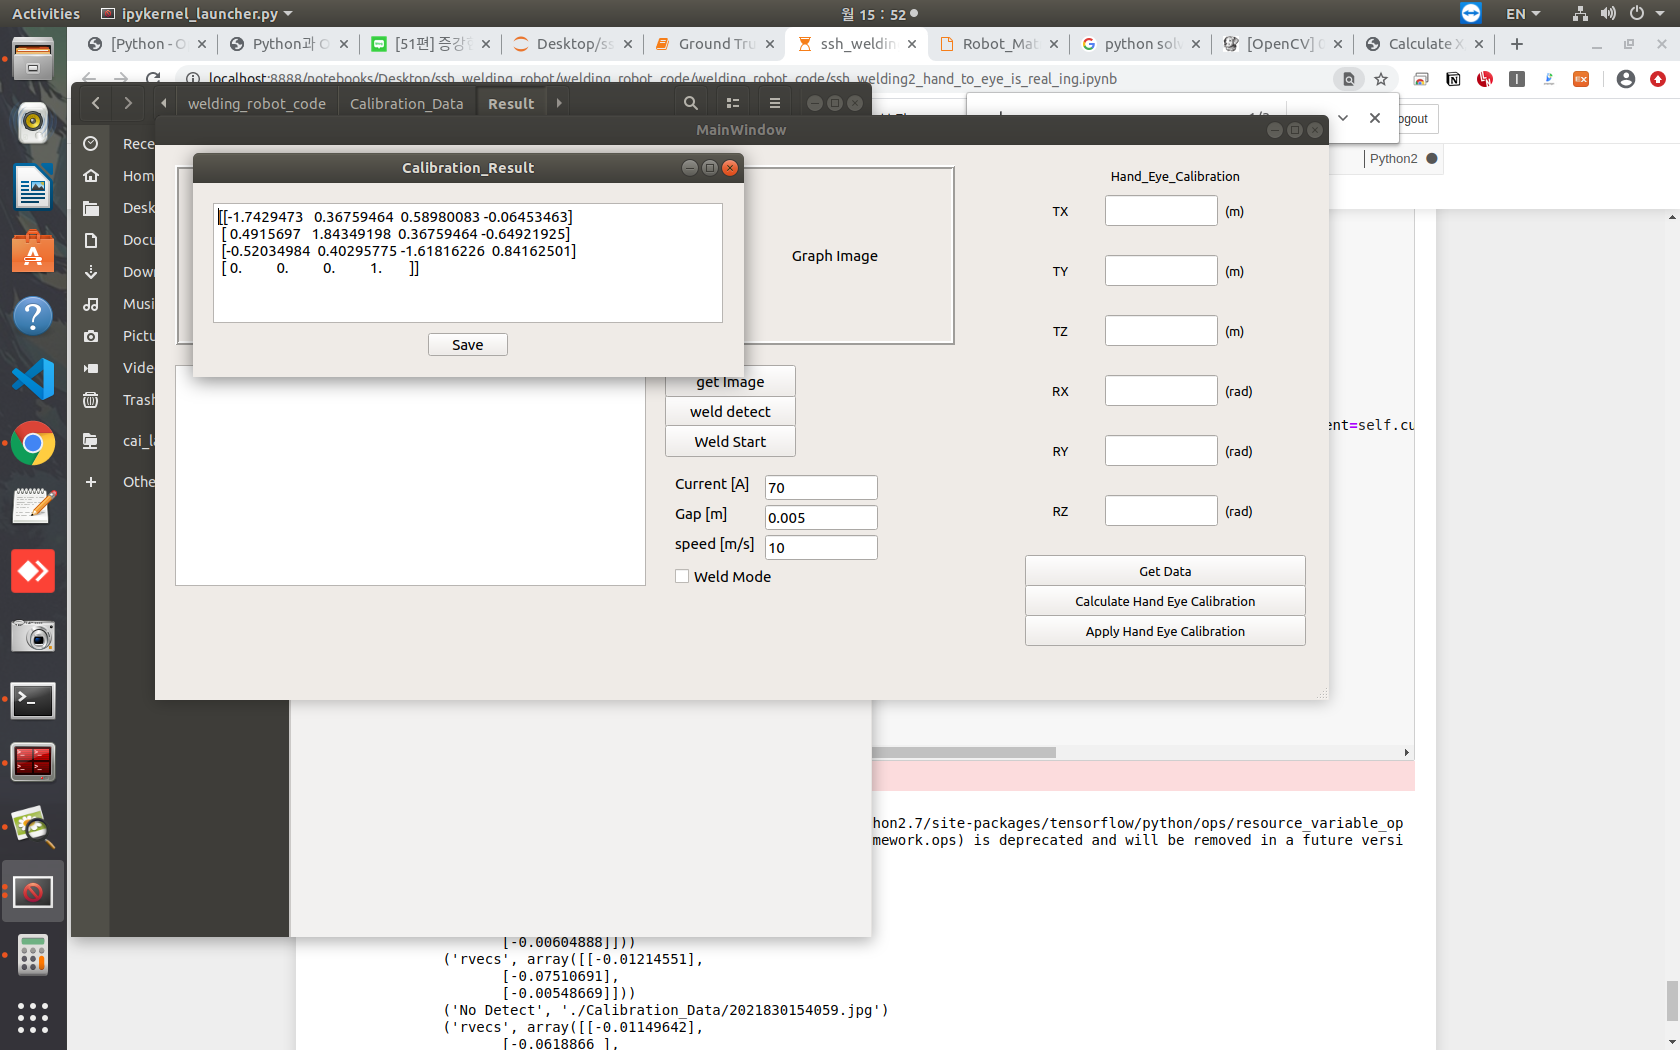 Activities ipykernel_launcher.py 월 15 : 52 EN
[Python - O Python과 [51편] 증강 Desktop/ss Ground Tru ssh_weldin Robot_Mat python solv [OpenCV] Calculate X
localhost:8888/notebooks/Desktop/ssh_welding_robot/welding_robot_code/welding_robot_code/ssh_welding2_hand_to_eye_is_real_ing.ipynb
welding_robot_code Calibration_Data Result
ogout
MainWindow
Python2
Rece
Hom
Desk
Docu
Dow
Musi
Pictu
Vide
Trash
cai_la
Othe
Calibration_Result
[[-1.7429473 0.36759464 0.58980083 -0.06453463]
[ 0.4915697 1.84349198 0.36759464 -0.64921925]
[-0.52034984 0.40295775 -1.61816226 0.84162501]
[ 0. 0. 0. 1. ]]
Save
Graph Image
get Image
weld detect
Weld Start
Current [A] 70
Gap [m] 0.005
speed [m/s] 10
Weld Mode
Hand_Eye_Calibration
TX (m)
TY (m)
TZ (m)
RX (rad)
RY (rad)
RZ (rad)
Get Data
Calculate Hand Eye Calibration
Apply Hand Eye Calibration
ent=self.cu
hon2.7/site-packages/tensorflow/python/ops/resource_variable_op
mework.ops) is deprecated and will be removed in a future versi
[-0.00604888]]))
('rvecs', array([[-0.01214551],
[-0.07510691],
[-0.00548669]]))
('No Detect', './Calibration_Data/2021830154059.jpg')
('rvecs', array([[-0.01149642],
[-0.0618866 ],